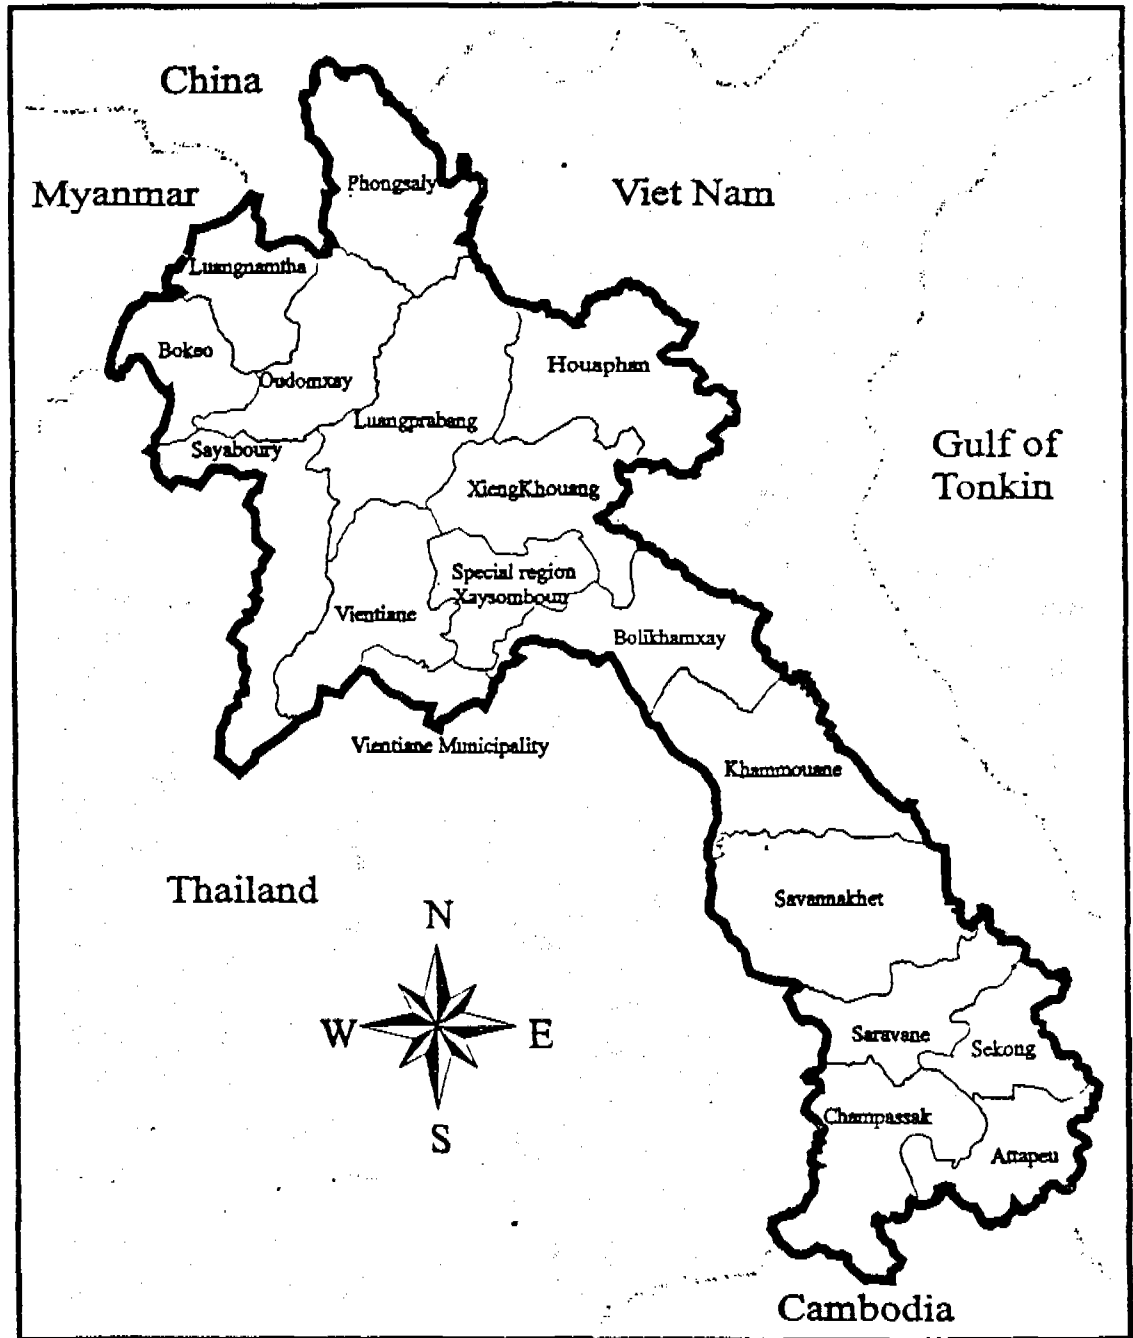 China
Myanmar
Phongsaly
Viet Nam
Luangnamtha
Bokeo
Oudomxay
Houaphan
Luangprabang
Sayaboury
Gulf of
Tonkin
XiengKhouang
Special region
Xaysomboun
Vientiane
Bolikhamxay
Vientiane Municipality
Khammouane
Thailand
Savannakhet
N
W
E
S
Saravane
Sekong
Champassak
Attapeu
Cambodia